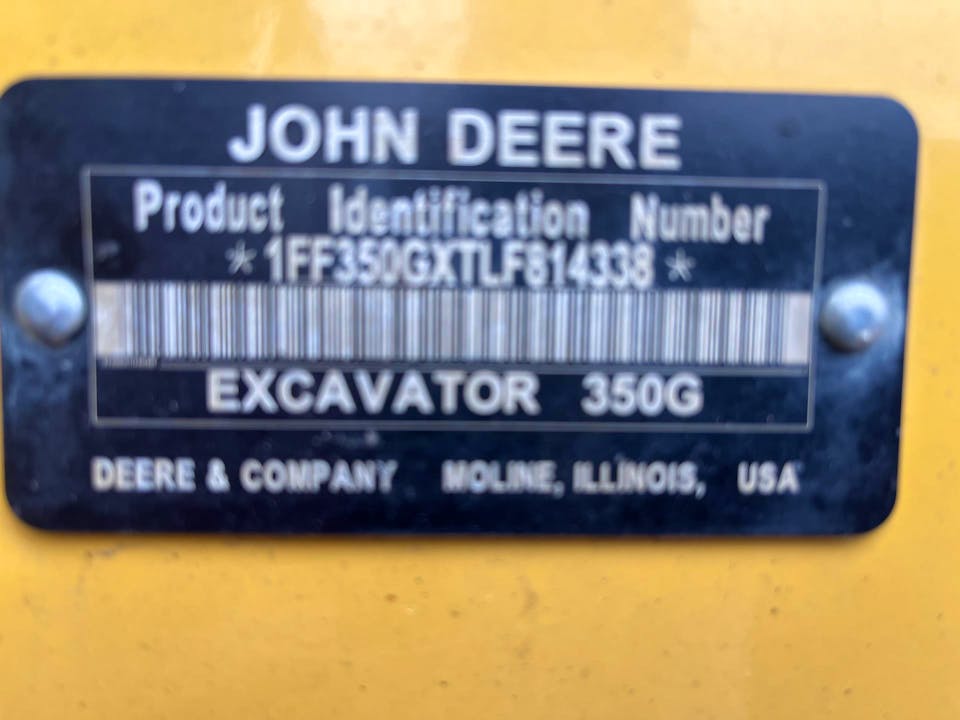 JOHN DEERE
Product Identification Number
*1FF350GXTLF814338*
EXCAVATOR 350G
DEERE & COMPANY MOLINE, ILLINOIS, USA